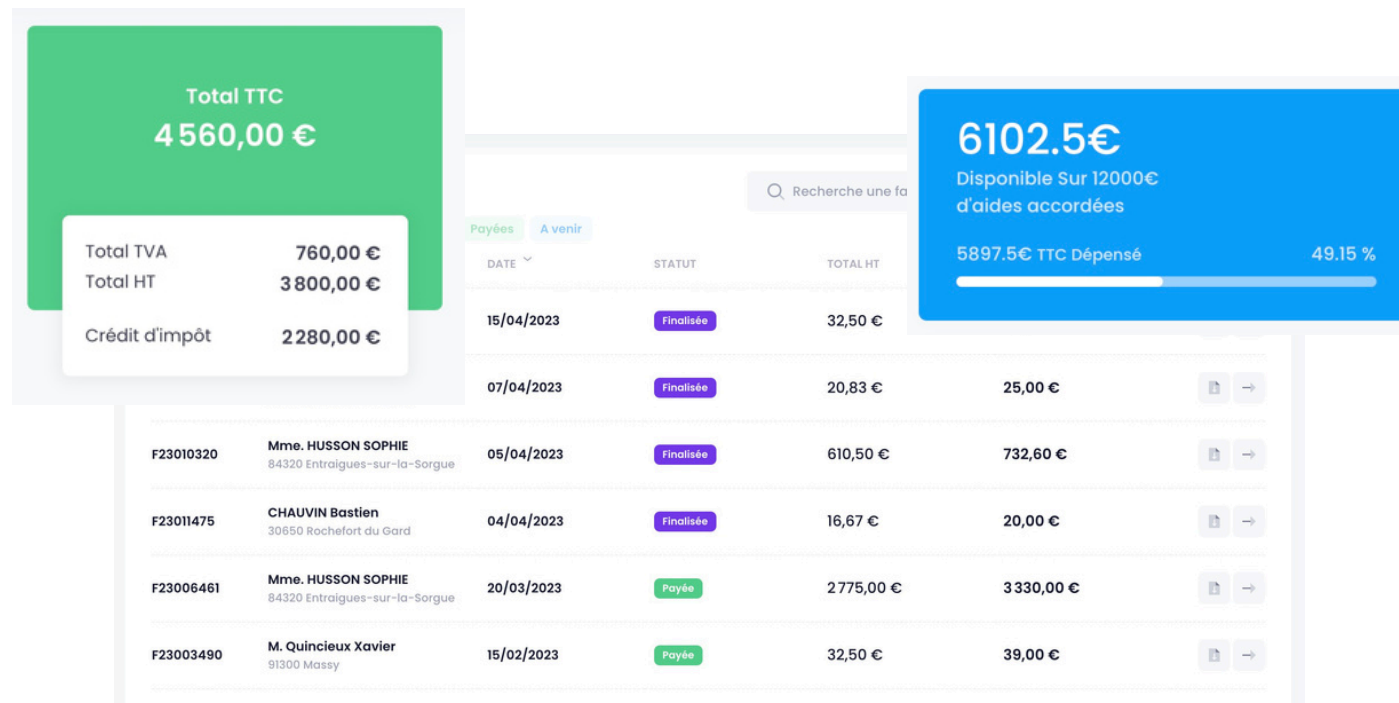 Total TTC
4 560,00 €
Total TVA 760,00 €
Total HT 3 800,00 €
Crédit d'impôt 2 280,00 €
6102.5€
Disponible Sur 12000€
d'aides accordées
5897.5€ TTC Dépensé 49.15 %
Recherche une fa
Payées A venir
DATE STATUT TOTAL HT
15/04/2023 Finalisée 32,50 €
07/04/2023 Finalisée 20,83 € 25,00 €
F23010320 Mme. HUSSON SOPHIE 05/04/2023 Finalisée 610,50 € 732,60 €
84320 Entraigues-sur-la-Sorgue
F23011475 CHAUVIN Bastien 04/04/2023 Finalisée 16,67 € 20,00 €
30650 Rochefort du Gard
F23006461 Mme. HUSSON SOPHIE 20/03/2023 Payée 2 775,00 € 3 330,00 €
84320 Entraigues-sur-la-Sorgue
F23003490 M. Quincieux Xavier 15/02/2023 Payée 32,50 € 39,00 €
91300 Massy